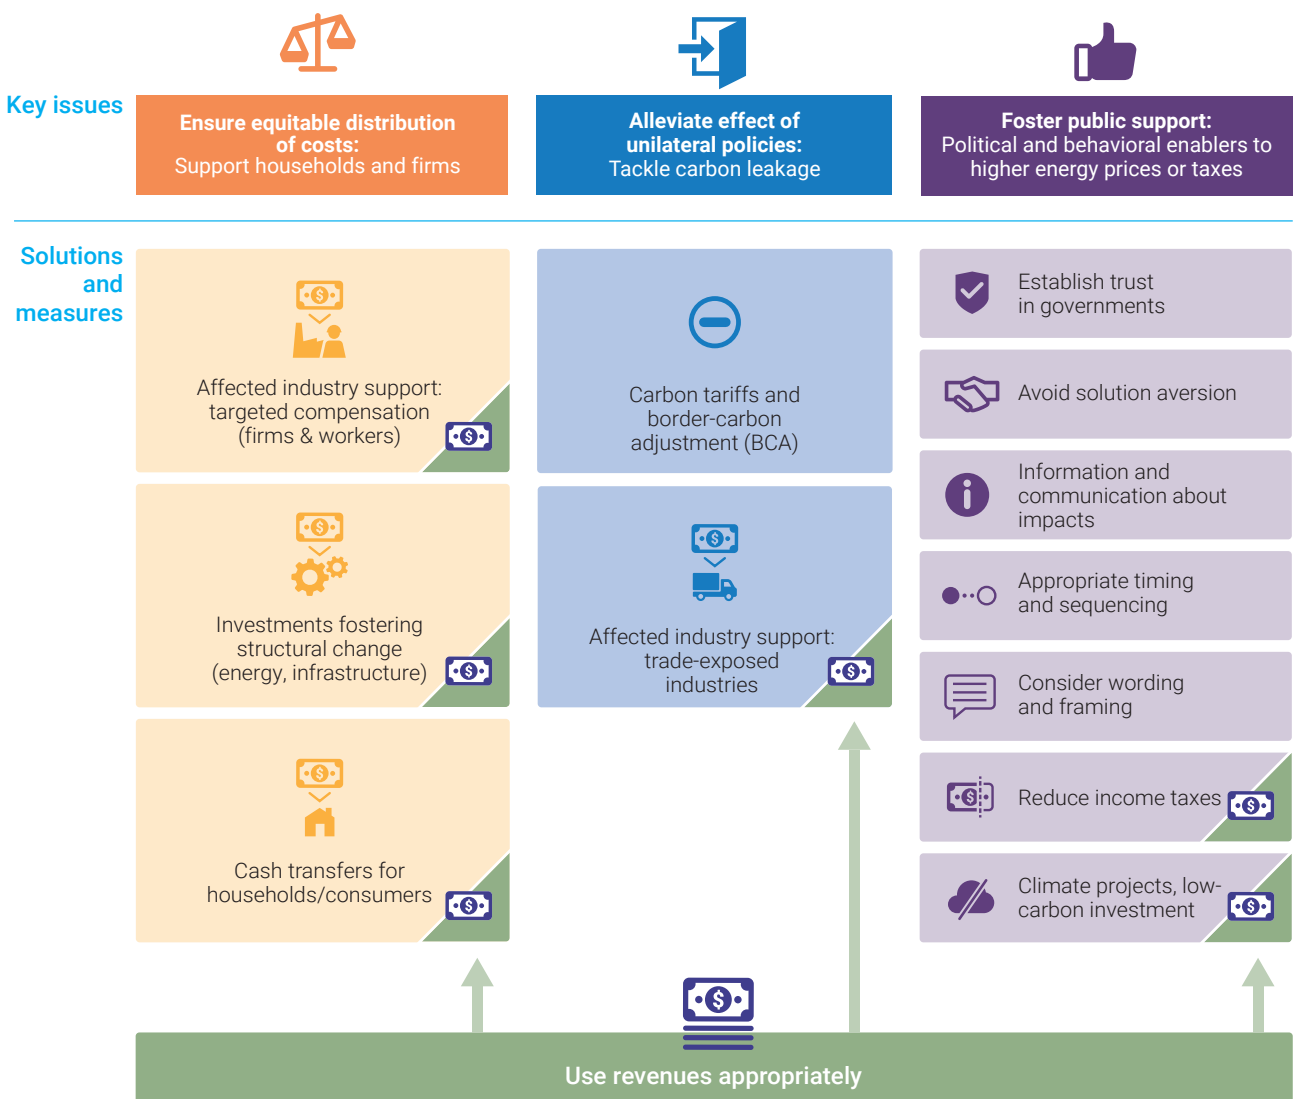 Key issues
Ensure equitable distribution
of costs:
Support households and firms
Alleviate effect of
unilateral policies:
Tackle carbon leakage
Foster public support:
Political and behavioral enablers to
higher energy prices or taxes
Solutions
and
measures
Affected industry support:
targeted compensation
(firms & workers)
Investments fostering
structural change
(energy, infrastructure)
Cash transfers for
households/consumers
Carbon tariffs and
border-carbon
adjustment (BCA)
Affected industry support:
trade-exposed
industries
Establish trust
in governments
Avoid solution aversion
Information and
communication about
impacts
Appropriate timing
and sequencing
Consider wording
and framing
Reduce income taxes
Climate projects, low-
carbon investment
Use revenues appropriately